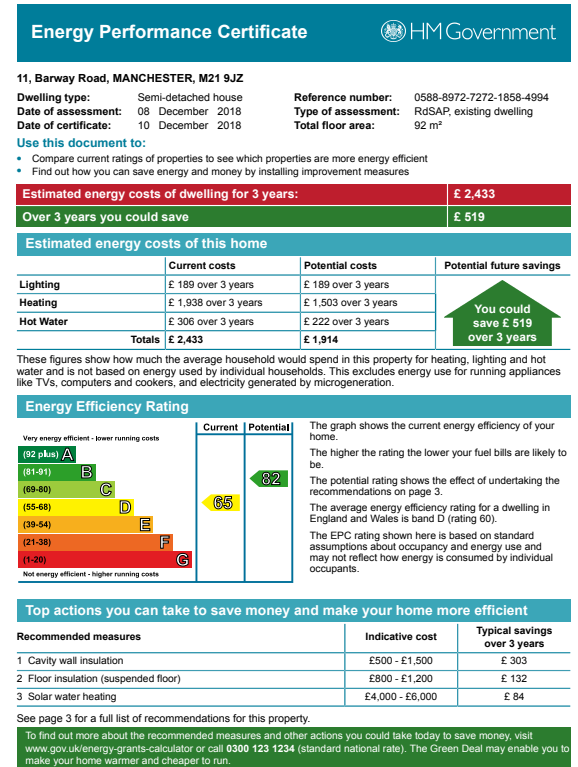 Energy Performance Certificate
HM Government
11, Barway Road, MANCHESTER, M21 9JZ
Dwelling type: Semi-detached house
Date of assessment: 08 December 2018
Date of certificate: 10 December 2018
Reference number: 0588-8972-7272-1858-4994
Type of assessment: RdSAP, existing dwelling
Total floor area: 92 m²
Use this document to:
• Compare current ratings of properties to see which properties are more energy efficient
• Find out how you can save energy and money by installing improvement measures
Estimated energy costs of dwelling for 3 years: £ 2,433
Over 3 years you could save £ 519
Estimated energy costs of this home
Current costs Potential costs Potential future savings
Lighting £ 189 over 3 years £ 189 over 3 years
Heating £ 1,938 over 3 years £ 1,503 over 3 years
Hot Water £ 306 over 3 years £ 222 over 3 years
Totals £ 2,433 £ 1,914
You could
save £ 519
over 3 years
These figures show how much the average household would spend in this property for heating, lighting and hot
water and is not based on energy used by individual households. This excludes energy use for running appliances
like TVs, computers and cookers, and electricity generated by microgeneration.
Energy Efficiency Rating
Current Potential
Very energy efficient - lower running costs
(92 plus) A
(81-91) B
(69-80) C
(55-68) D
(39-54) E
(21-38) F
(1-20) G
Not energy efficient - higher running costs
65
82
The graph shows the current energy efficiency of your
home.
The higher the rating the lower your fuel bills are likely to
be.
The potential rating shows the effect of undertaking the
recommendations on page 3.
The average energy efficiency rating for a dwelling in
England and Wales is band D (rating 60).
The EPC rating shown here is based on standard
assumptions about occupancy and energy use and
may not reflect how energy is consumed by individual
occupants.
Top actions you can take to save money and make your home more efficient
Recommended measures Indicative cost Typical savings
over 3 years
1 Cavity wall insulation £500 - £1,500 £ 303
2 Floor insulation (suspended floor) £800 - £1,200 £ 132
3 Solar water heating £4,000 - £6,000 £ 84
See page 3 for a full list of recommendations for this property.
To find out more about the recommended measures and other actions you could take today to save money, visit
www.gov.uk/energy-grants-calculator or call 0300 123 1234 (standard national rate). The Green Deal may enable you to
make your home warmer and cheaper to run.